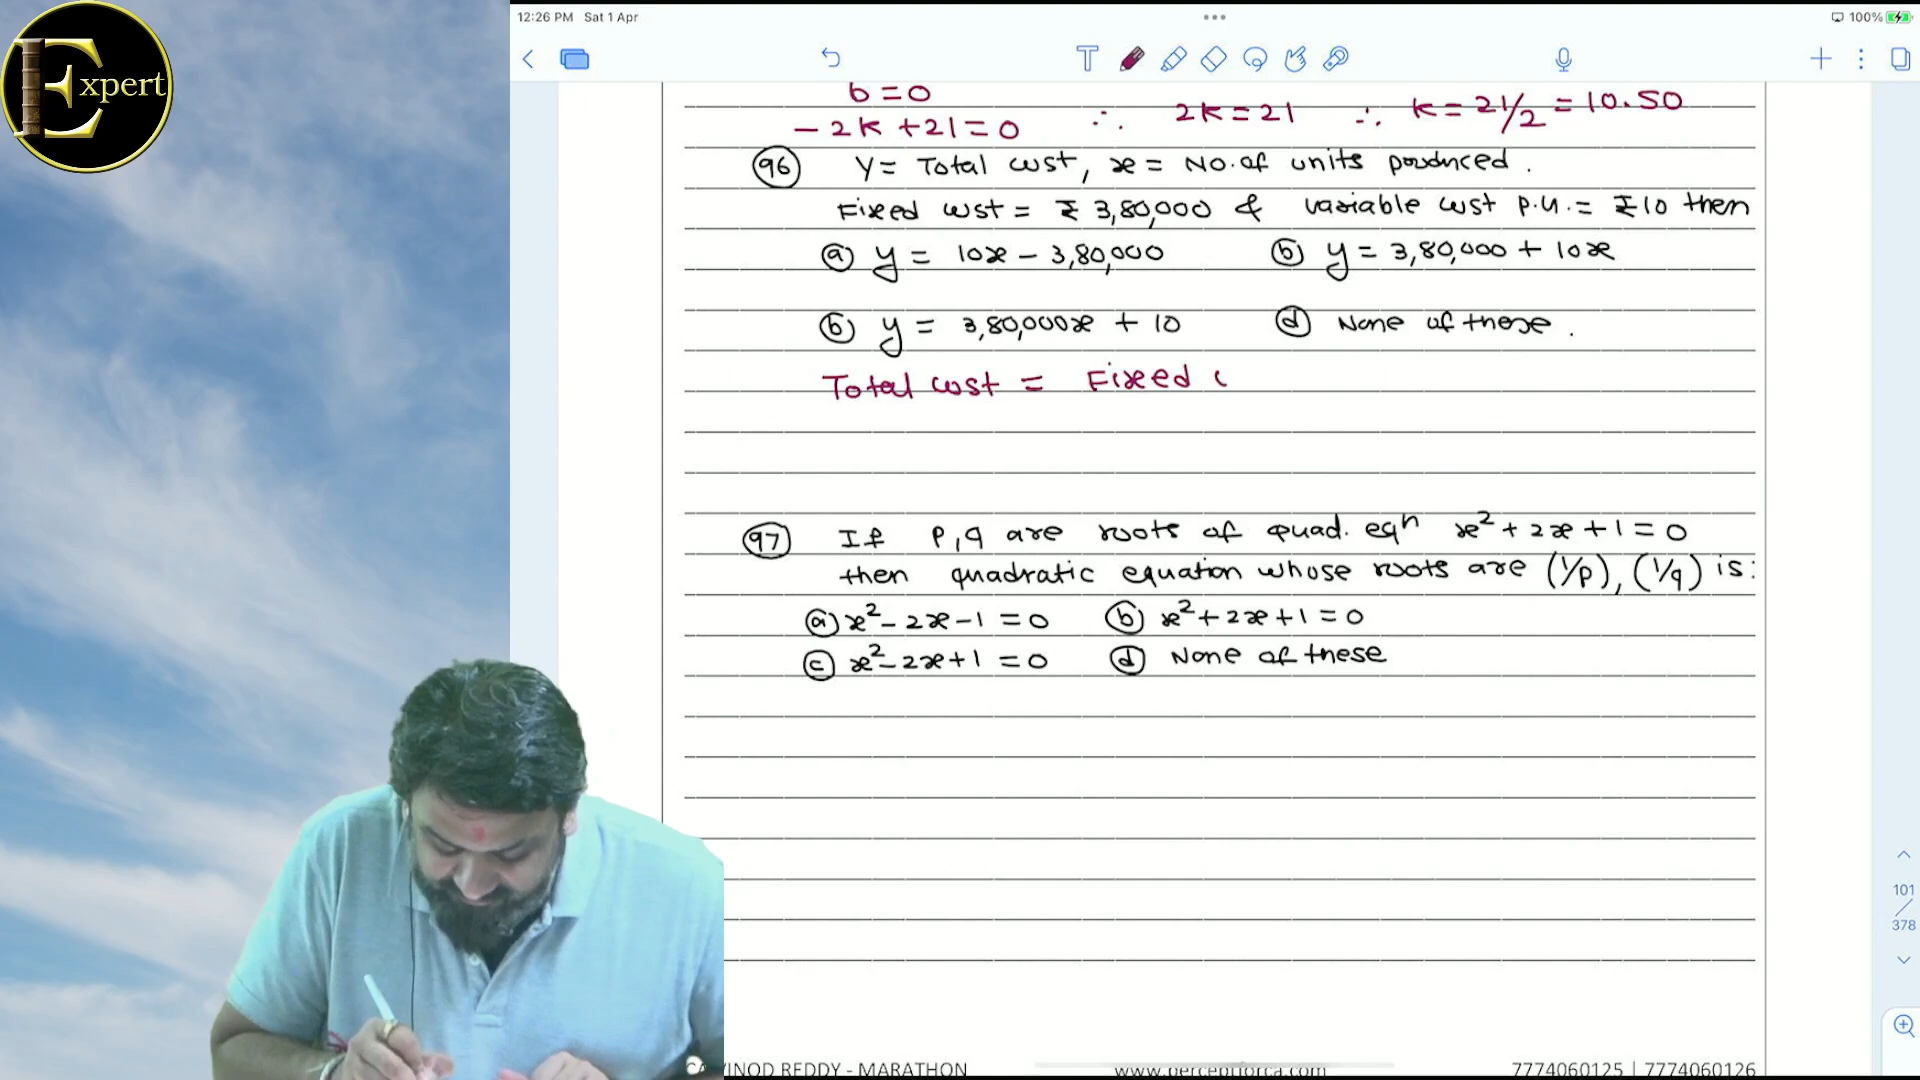 Expert
12:26 PM Sat 1 Apr
100%
b = 0
- 2k + 21 = 0 ∴ 2k = 21 ∴ k = 21/2 = 10.50
96 Y = Total cost, x = No. of units produced.
Fixed cost = ₹ 3,80,000 & variable cost p.u. = ₹ 10 then
a y = 10x - 3,80,000 b y = 3,80,000 + 10x
b y = 3,80,000x + 10 d None of these.
Total cost = Fixed
97 If p, q are roots of quad. eqn x² + 2x + 1 = 0
then quadratic equation whose roots are (1/p), (1/q) is:
a x² - 2x - 1 = 0 b x² + 2x + 1 = 0
c x² - 2x + 1 = 0 d None of these
101
/
378
VINOD REDDY - MARATHON www.perceptforca.com 7774060125 | 7774060126